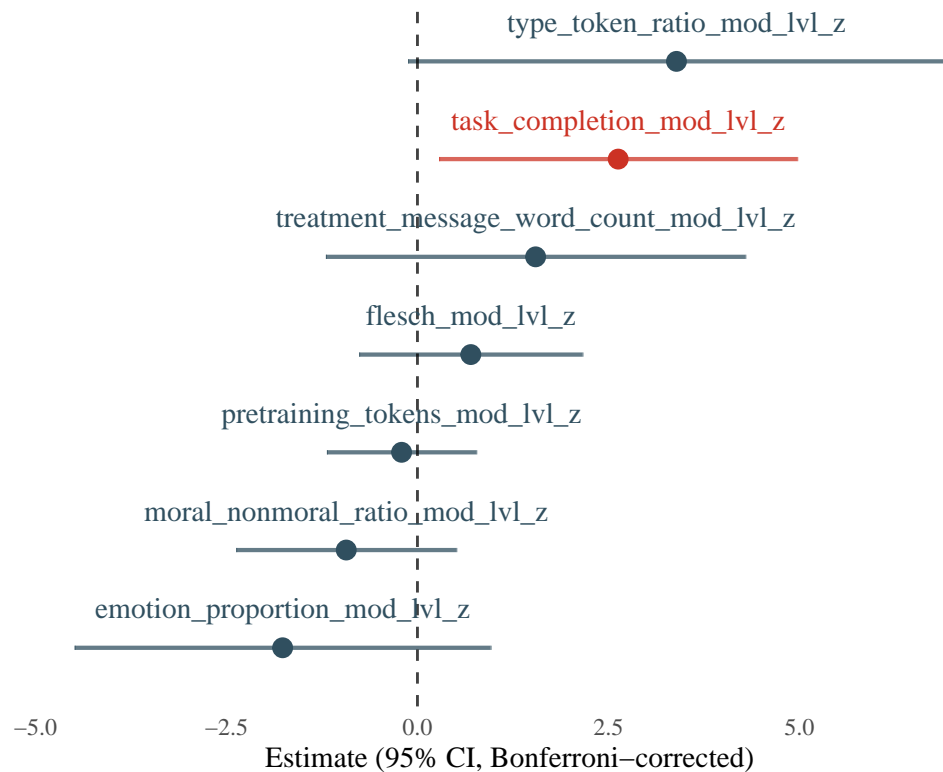 type_token_ratio_mod_lvl_z
task_completion_mod_lvl_z
treatment_message_word_count_mod_lvl_z
flesch_mod_lvl_z
pretraining_tokens_mod_lvl_z
moral_nonmoral_ratio_mod_lvl_z
emotion_proportion_mod_lvl_z
−5.0 −2.5 0.0 2.5 5.0
Estimate (95% CI, Bonferroni−corrected)